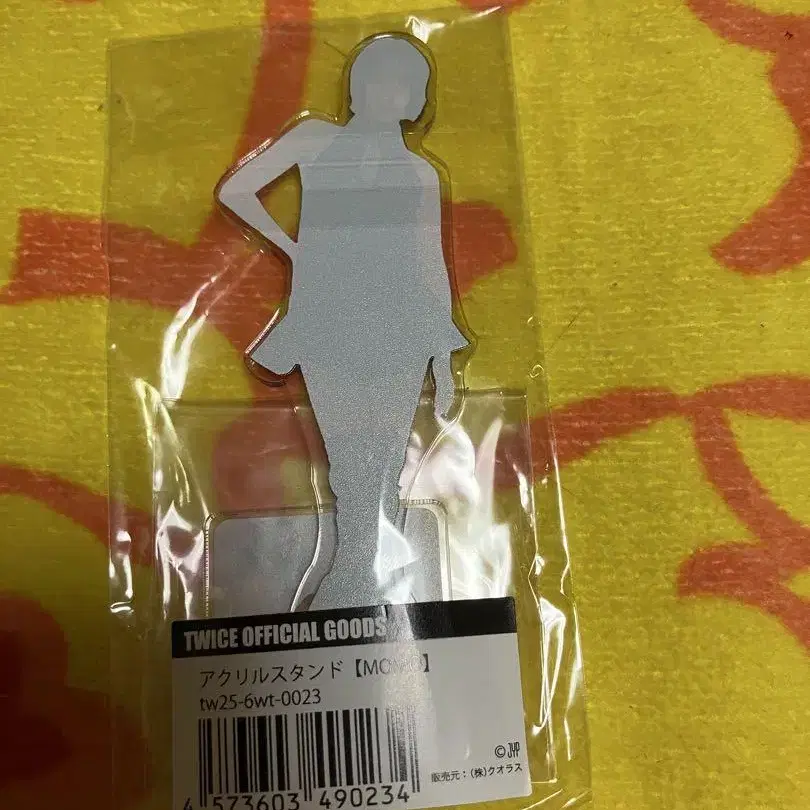 TWICE OFFICIAL GOODS
アクリルスタンド【MOMO】
tw25-6wt-0023
©JYP
販売元：(株)クオラス
4 573603 490234